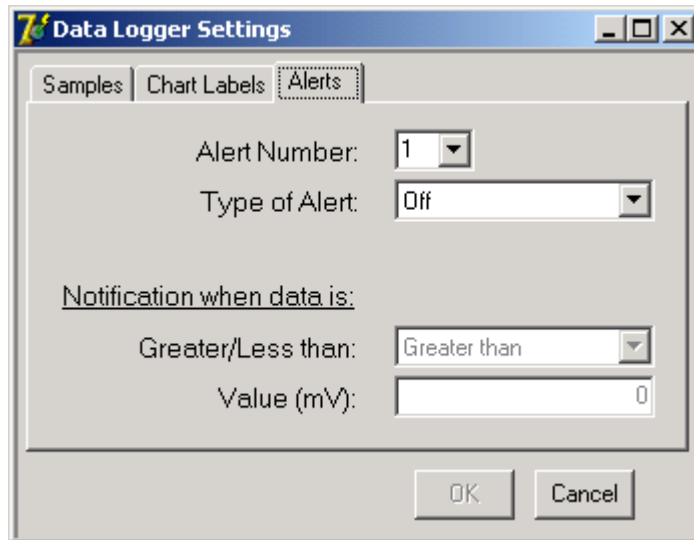 Data Logger Settings
Samples Chart Labels Alerts
Alert Number: 1
Type of Alert: Off
Notification when data is:
Greater/Less than: Greater than
Value (mV): 0
OK Cancel